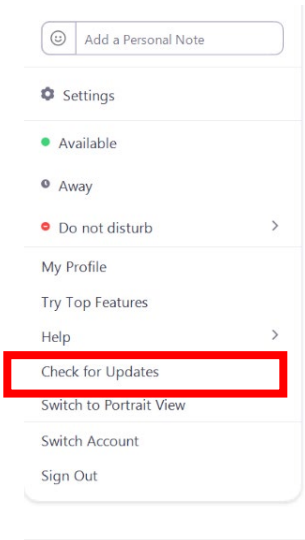 Add a Personal Note
Settings
Available
Away
Do not disturb
My Profile
Try Top Features
Help
Check for Updates
Switch to Portrait View
Switch Account
Sign Out